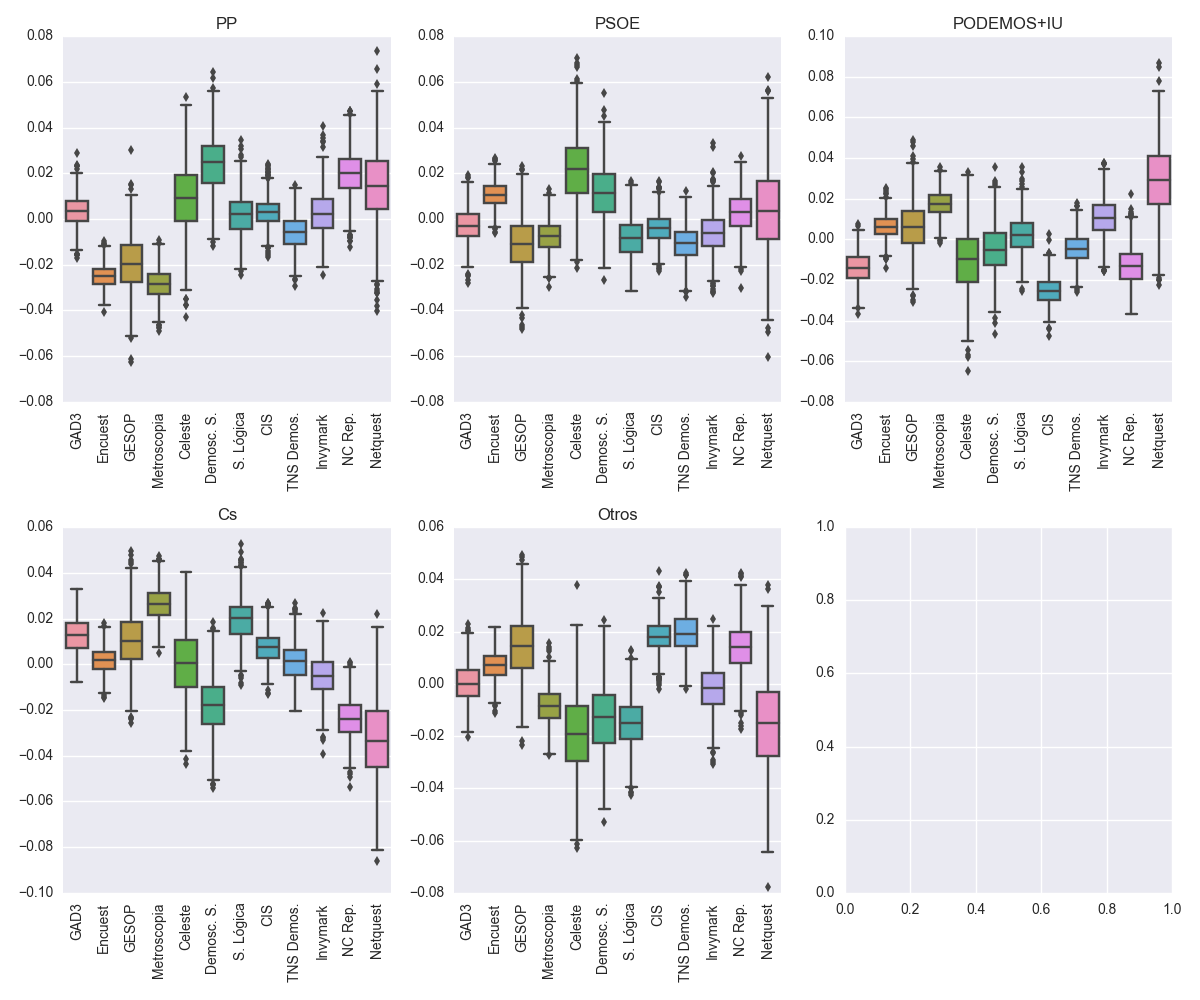 PP
0.08
0.06
0.04
0.02
0.00
−0.02
−0.04
−0.06
−0.08
GAD3
Encuest
GESOP
Metroscopia
Celeste
Demosc. S.
S. Lógica
CIS
TNS Demos.
Invymark
NC Rep.
Netquest
PSOE
0.08
0.06
0.04
0.02
0.00
−0.02
−0.04
−0.06
−0.08
GAD3
Encuest
GESOP
Metroscopia
Celeste
Demosc. S.
S. Lógica
CIS
TNS Demos.
Invymark
NC Rep.
Netquest
PODEMOS+IU
0.10
0.08
0.06
0.04
0.02
0.00
−0.02
−0.04
−0.06
−0.08
GAD3
Encuest
GESOP
Metroscopia
Celeste
Demosc. S.
S. Lógica
CIS
TNS Demos.
Invymark
NC Rep.
Netquest
Cs
0.06
0.04
0.02
0.00
−0.02
−0.04
−0.06
−0.08
−0.10
GAD3
Encuest
GESOP
Metroscopia
Celeste
Demosc. S.
S. Lógica
CIS
TNS Demos.
Invymark
NC Rep.
Netquest
Otros
0.06
0.04
0.02
0.00
−0.02
−0.04
−0.06
−0.08
GAD3
Encuest
GESOP
Metroscopia
Celeste
Demosc. S.
S. Lógica
CIS
TNS Demos.
Invymark
NC Rep.
Netquest
1.0
0.8
0.6
0.4
0.2
0.0
0.0 0.2 0.4 0.6 0.8 1.0